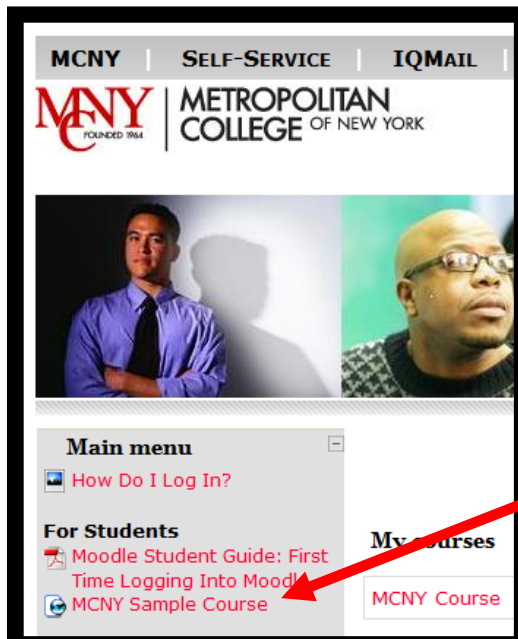 MCNY | SELF-SERVICE | IQMAIL |
MCNY
FOUNDED 1964
METROPOLITAN
COLLEGE OF NEW YORK
Main menu
How Do I Log In?
For Students
Moodle Student Guide: First
Time Logging Into Moodl
MCNY Sample Course
My courses
MCNY Course